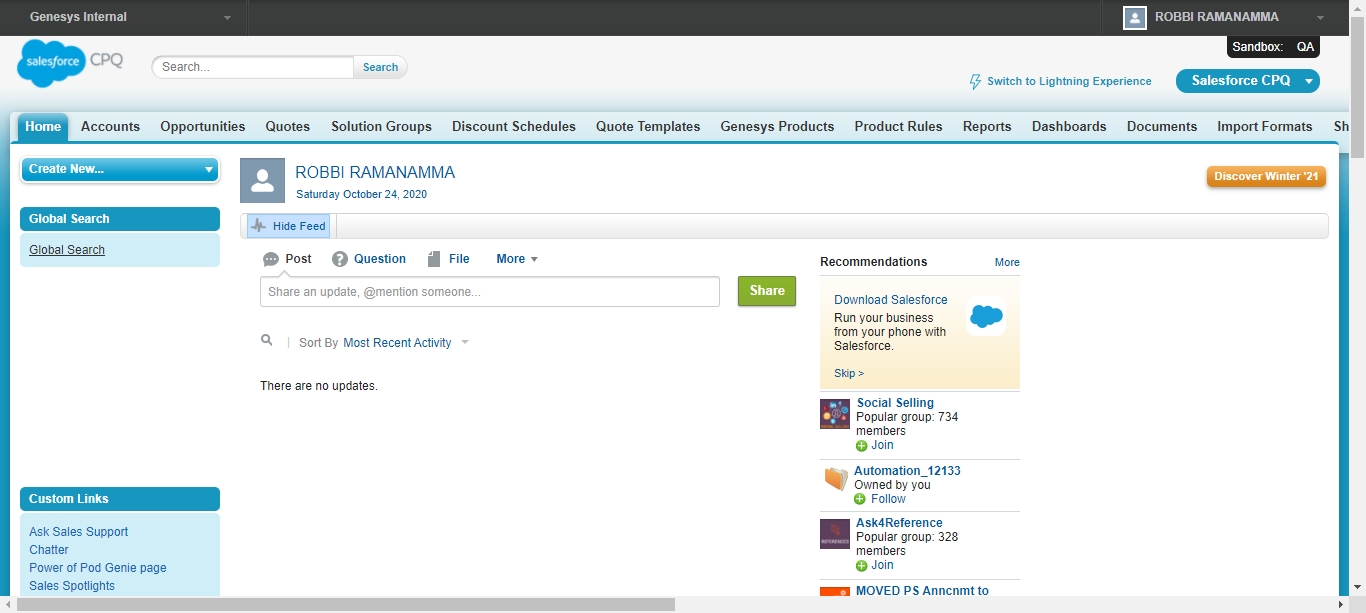 Genesys Internal
ROBBI RAMANAMMA
Sandbox: QA
salesforce CPQ
Search...
Search
Switch to Lightning Experience
Salesforce CPQ
Home Accounts Opportunities Quotes Solution Groups Discount Schedules Quote Templates Genesys Products Product Rules Reports Dashboards Documents Import Formats Sh
Create New...
Global Search
Global Search
Custom Links
Ask Sales Support
Chatter
Power of Pod Genie page
Sales Spotlights
ROBBI RAMANAMMA
Saturday October 24, 2020
Discover Winter '21
Hide Feed
Post Question File More
Share an update, @mention someone...
Share
Sort By Most Recent Activity
There are no updates.
Recommendations More
Download Salesforce
Run your business
from your phone with
Salesforce.
Skip >
Social Selling
Popular group: 734
members
Join
Automation_12133
Owned by you
Follow
Ask4Reference
Popular group: 328
members
Join
MOVED PS Anncmnt to